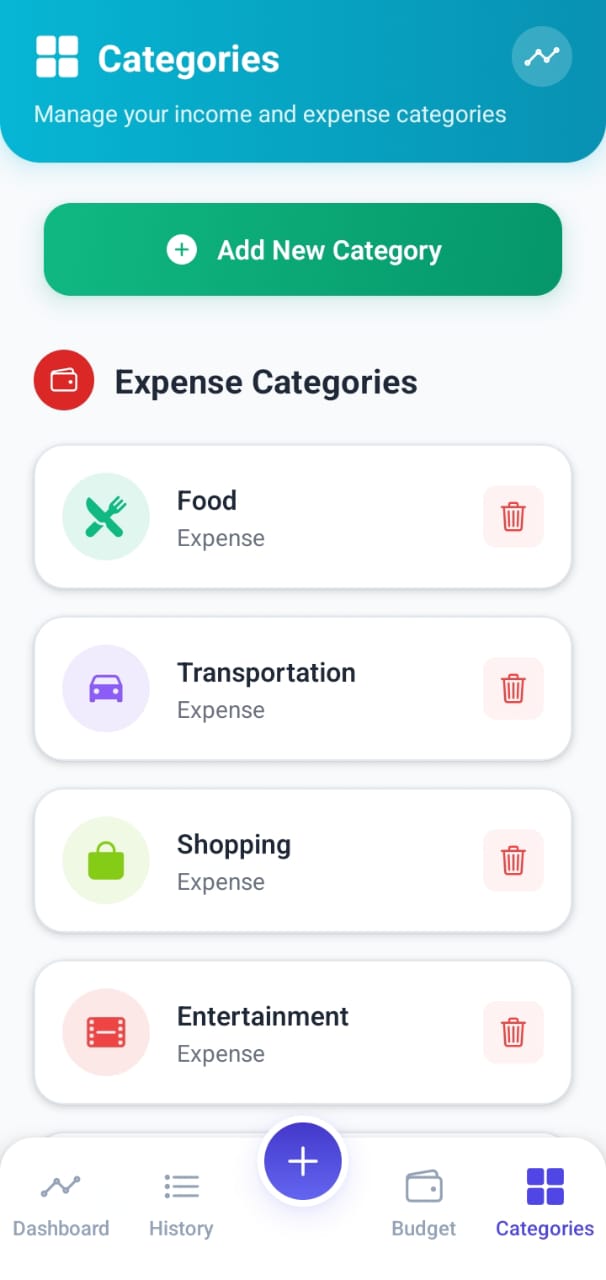 Categories
Manage your income and expense categories
Add New Category
Expense Categories
Food
Expense
Transportation
Expense
Shopping
Expense
Entertainment
Expense
Dashboard
History
Budget
Categories